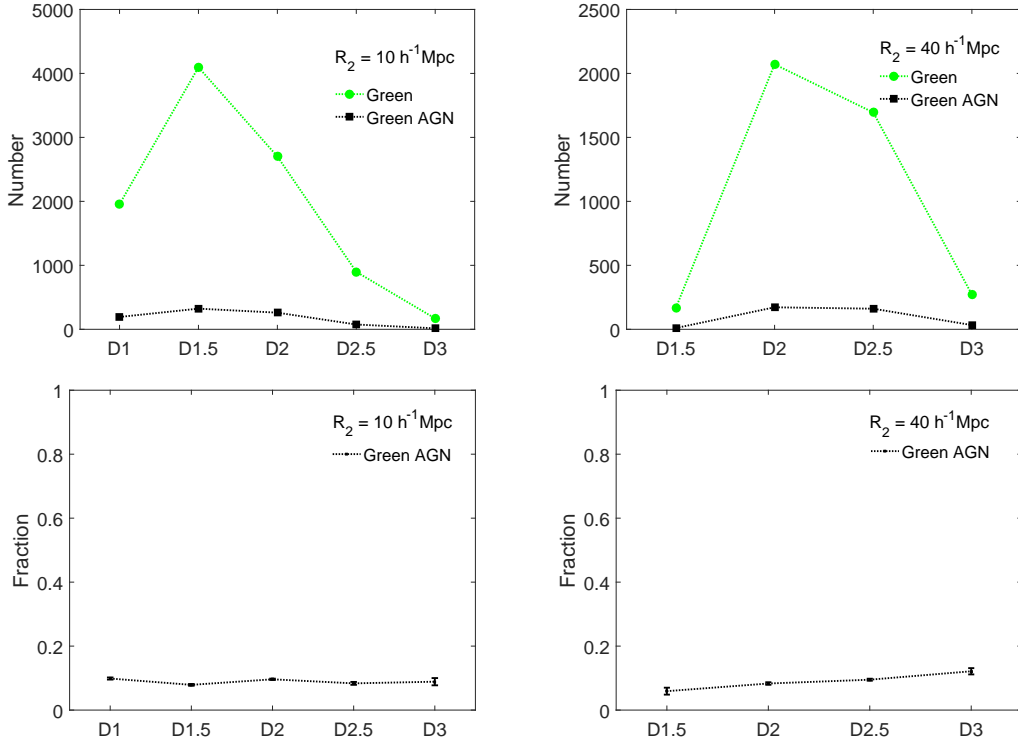 5000
4000
3000
2000
1000
0
Number
R2 = 10 h-1Mpc
Green
Green AGN
D1 D1.5 D2 D2.5 D3
2500
2000
1500
1000
500
0
Number
R2 = 40 h-1Mpc
Green
Green AGN
D1.5 D2 D2.5 D3
1
0.8
0.6
0.4
0.2
0
Fraction
R2 = 10 h-1Mpc
Green AGN
D1 D1.5 D2 D2.5 D3
1
0.8
0.6
0.4
0.2
0
Fraction
R2 = 40 h-1Mpc
Green AGN
D1.5 D2 D2.5 D3